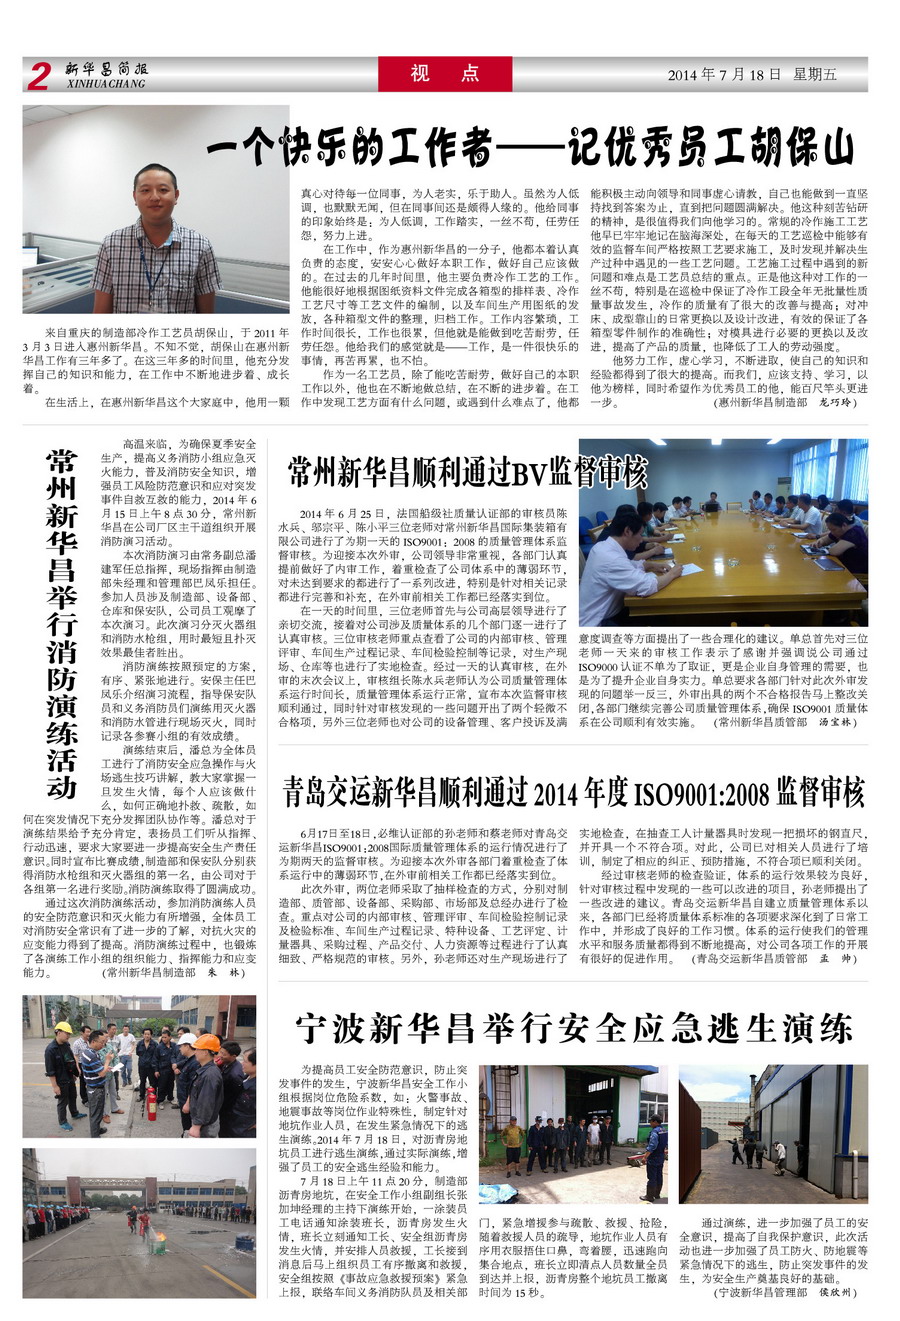 2
新华昌简报
XINHUACHANG
视 点
2014 年 7 月 18 日 星期五
一个快乐的工作者——记优秀员工胡保山
来自重庆的制造部冷作工艺员胡保山，于 2011 年
3 月 3 日进入惠州新华昌。不知不觉，胡保山在惠州新
华昌工作有三年多了。在这三年多的时间里，他充分发
挥自己的知识和能力，在工作中不断地进步着、成长
着。
在生活上，在惠州新华昌这个大家庭中，他用一颗
真心对待每一位同事，为人老实，乐于助人。虽然为人低
调，也默默无闻，但在同事间还是颇得人缘的。他给同事
的印象始终是：为人低调，工作踏实，一丝不苟，任劳任
怨，努力上进。
在工作中，作为惠州新华昌的一分子，他都本着认真
负责的态度，安安心心做好本职工作，做好自己应该做
的。在过去的几年时间里，他主要负责冷作工艺的工作。
他能很好地根据图纸资料文件完成各箱型的排样表、冷作
工艺尺寸等工艺文件的编制，以及车间生产用图纸的发
放，各种箱型文件的整理，归档工作。工作内容繁琐，工
作时间很长，工作也很累，但他就是能做到吃苦耐劳，任
劳任怨。他给我们的感觉就是——工作，是一件很快乐的
事情，再苦再累，也不怕。
作为一名工艺员，除了能吃苦耐劳，做好自己的本职
工作以外，他也在不断地做总结，在不断的进步着。在工
作中发现工艺方面有什么问题，或遇到什么难点了，他都
能积极主动向领导和同事虚心请教，自己也能做到一直坚
持找到答案为止，直到把问题圆满解决。他这种刻苦钻研
的精神，是很值得我们向他学习的。常规的冷作施工工艺
他早已牢牢地记在脑海深处，在每天的工艺巡检中能够有
效的监督车间严格按照工艺要求施工，及时发现并解决生
产过种中遇见的一些工艺问题。工艺施工过程中遇到的新
问题和难点是工艺员总结的重点。正是他这种对工作的一
丝不苟，特别是在巡检中保证了冷作工段全年无批量性质
量事故发生，冷作的质量有了很大的改善与提高；对冲
床、成型靠山的日常更换以及设计改进，有效的保证了各
箱型零件制作的准确性；对模具进行必要的更换以及改
进，提高了产品的质量，也降低了工人的劳动强度。
他努力工作，虚心学习，不断进取，使自己的知识和
经验都得到了很大的提高。而我们，应该支持、学习，以
他为榜样，同时希望作为优秀员工的他，能百尺竿头更进
一步。 (惠州新华昌制造部 龙巧玲)
常州新华昌举行消防演练活动
高温来临，为确保夏季安全
生产，提高义务消防小组应急灭
火能力，普及消防安全知识，增
强员工风险防范意识和应对突发
事件自救互救的能力，2014 年 6
月 15 日上午 8 点 30 分，常州新
华昌在公司厂区主干道组织开展
消防演习活动。
本次消防演习由常务副总潘
建军任总指挥，现场指挥由制造
部朱经理和管理部巴凤乐担任。
参加人员涉及制造部、设备部、
仓库和保安队，公司员工观摩了
本次演习。此次演习分灭火器组
和消防水枪组，用时最短且扑灭
效果最佳者胜出。
消防演练按照预定的方案，
有序、紧张地进行。安保主任巴
凤乐介绍演习流程，指导保安队
员和义务消防员们演练用灭火器
和消防水管进行现场灭火，同时
记录各参赛小组的有效成绩。
演练结束后，潘总为全体员
工进行了消防安全应急操作与火
场逃生技巧讲解，教大家掌握一
旦发生火情，每个人应该做什
么，如何正确地扑救、疏散，如
何在突发情况下充分发挥团队协作等。潘总对于
演练结果给予充分肯定，表扬员工们听从指挥、
行动迅速，要求大家要进一步提高安全生产责任
意识。同时宣布比赛成绩，制造部和保安队分别获
得消防水枪组和灭火器组的第一名，由公司对于
各组第一名进行奖励。消防演练取得了圆满成功。
通过这次消防演练活动，参加消防演练人员
的安全防范意识和灭火能力有所增强，全体员工
对消防安全常识有了进一步的了解，对抗火灾的
应变能力得到了提高。消防演练过程中，也锻炼
了各演练工作小组的组织能力、指挥能力和应变
能力。 (常州新华昌制造部 朱 林)
常州新华昌顺利通过BV监督审核
2014 年 6 月 25 日，法国船级社质量认证部的审核员陈
水兵、邬宗平、陈小平三位老师对常州新华昌国际集装箱有
限公司进行了为期一天的 ISO9001：2008 的质量管理体系监
督审核。为迎接本次外审，公司领导非常重视，各部门认真
提前做好了内审工作，着重检查了公司体系中的薄弱环节，
对未达到要求的都进行了一系列改进，特别是针对相关记录
都进行完善和补充，在外审前相关工作都已经落实到位。
在一天的时间里，三位老师首先与公司高层领导进行了
亲切交流，接着对公司涉及质量体系的几个部门逐一进行了
认真审核。三位审核老师重点查看了公司的内部审核、管理
评审、车间生产过程记录、车间检验控制等记录，对生产现
场、仓库等也进行了实地检查。经过一天的认真审核，在外
审的末次会议上，审核组长陈水兵老师认为公司质量管理体
系运行时间长，质量管理体系运行正常，宣布本次监督审核
顺利通过，同时针对审核发现的一些问题开出了两个轻微不
合格项，另外三位老师也对公司的设备管理、客户投诉及满
意度调查等方面提出了一些合理化的建议。单总首先对三位
老师一天来的审核工作表示了感谢并强调说公司通过
ISO9000 认证不单为了取证，更是企业自身管理的需要，也
是为了提升企业自身实力。单总要求各部门针对此次外审发
现的问题举一反三，外审出具的两个不合格报告马上整改关
闭，各部门继续完善公司质量管理体系，确保 ISO9001 质量体
系在公司顺利有效实施。 (常州新华昌质管部 汤宝林)
青岛交运新华昌顺利通过 2014 年度 ISO9001:2008 监督审核
6月17日至18日，必维认证部的孙老师和蔡老师对青岛交
运新华昌ISO9001:2008国际质量管理体系的运行情况进行了
为期两天的监督审核。为迎接本次外审各部门着重检查了体
系运行中的薄弱环节，在外审前相关工作都已经落实到位。
此次外审，两位老师采取了抽样检查的方式，分别对制
造部、质管部、设备部、采购部、市场部及总经办进行了检
查。重点对公司的内部审核、管理评审、车间检验控制记录
及检验标准、车间生产过程记录、特种设备、工艺评定、计
量器具、采购过程、产品交付、人力资源等过程进行了认真
细致、严格规范的审核。另外，孙老师还对生产现场进行了
实地检查，在抽查工人计量器具时发现一把损坏的钢直尺，
并开具一个不符合项。对此，公司已对相关人员进行了培
训，制定了相应的纠正、预防措施，不符合项已顺利关闭。
经过审核老师的检查验证，体系的运行效果较为良好，
针对审核过程中发现的一些可以改进的项目，孙老师提出了
一些改进的建议。青岛交运新华昌自建立质量管理体系以
来，各部门已经将质量体系标准的各项要求深化到了日常工
作中，并形成了良好的工作习惯。体系的运行使我们的管理
水平和服务质量都得到不断地提高，对公司各项工作的开展
有很好的促进作用。 (青岛交运新华昌质管部 孟 帅)
宁波新华昌举行安全应急逃生演练
为提高员工安全防范意识，防止突
发事件的发生，宁波新华昌安全工作小
组根据岗位危险系数，如：火警事故、
地震事故等岗位作业特殊性，制定针对
地坑作业人员，在发生紧急情况下的逃
生演练。2014 年 7 月 18 日，对沥青房地
坑员工进行逃生演练，通过实际演练，增
强了员工的安全逃生经验和能力。
7 月 18 日上午 11 点 20 分，制造部
沥青房地坑，在安全工作小组副组长张
加坤经理的主持下演练开始，一涂装员
工电话通知涂装班长，沥青房发生火
情，班长立刻通知工长、安全组沥青房
发生火情，并安排人员救援，工长接到
消息后马上组织员工有序撤离和救援，
安全组按照《事故应急救援预案》紧急
上报，联络车间义务消防队员及相关部
门，紧急增援参与疏散、救援、抢险，
随着救援人员的疏导，地坑作业人员有
序用衣服捂住口鼻，弯着腰，迅速跑向
集合地点，班长立即清点人员数量全员
到达并上报，沥青房整个地坑员工撤离
时间为 15 秒。
通过演练，进一步加强了员工的安
全意识，提高了自我保护意识，此次活
动也进一步加强了员工防火、防地震等
紧急情况下的逃生，防止突发事件的发
生，为安全生产奠基良好的基础。
(宁波新华昌管理部 侯欣州)